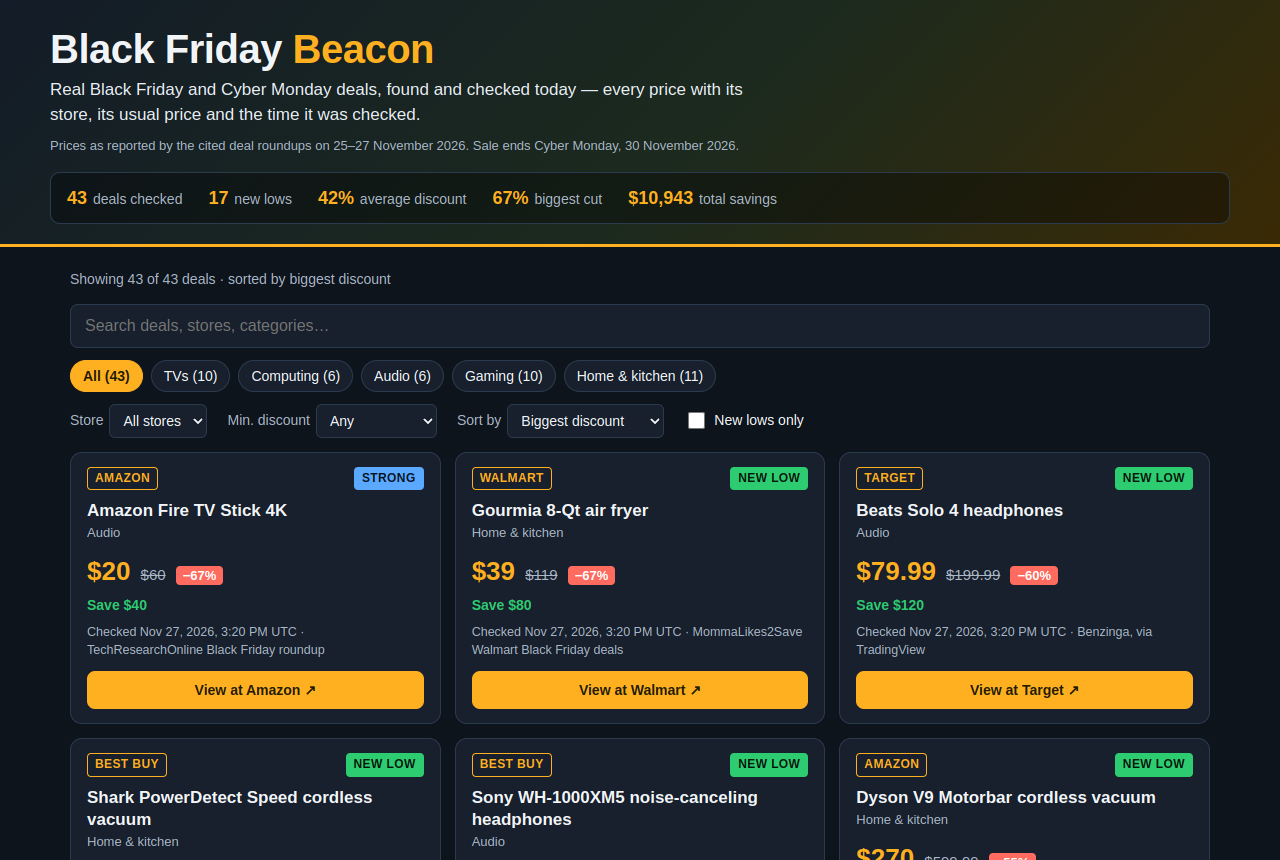 Black Friday Beacon
Real Black Friday and Cyber Monday deals, found and checked today — every price with its
store, its usual price and the time it was checked.
Prices as reported by the cited deal roundups on 25–27 November 2026. Sale ends Cyber Monday, 30 November 2026.
43 deals checked 17 new lows 42% average discount 67% biggest cut $10,943 total savings
Showing 43 of 43 deals · sorted by biggest discount
Search deals, stores, categories…
All (43) TVs (10) Computing (6) Audio (6) Gaming (10) Home & kitchen (11)
Store All stores Min. discount Any Sort by Biggest discount New lows only
AMAZON STRONG
Amazon Fire TV Stick 4K
Audio
$20 $60 −67%
Save $40
Checked Nov 27, 2026, 3:20 PM UTC ·
TechResearchOnline Black Friday roundup
View at Amazon ↗
WALMART NEW LOW
Gourmia 8-Qt air fryer
Home & kitchen
$39 $119 −67%
Save $80
Checked Nov 27, 2026, 3:20 PM UTC · MommaLikes2Save
Walmart Black Friday deals
View at Walmart ↗
TARGET NEW LOW
Beats Solo 4 headphones
Audio
$79.99 $199.99 −60%
Save $120
Checked Nov 27, 2026, 3:20 PM UTC · Benzinga, via
TradingView
View at Target ↗
BEST BUY NEW LOW
Shark PowerDetect Speed cordless
vacuum
Home & kitchen
BEST BUY NEW LOW
Sony WH-1000XM5 noise-canceling
headphones
Audio
AMAZON NEW LOW
Dyson V9 Motorbar cordless vacuum
Home & kitchen
$270